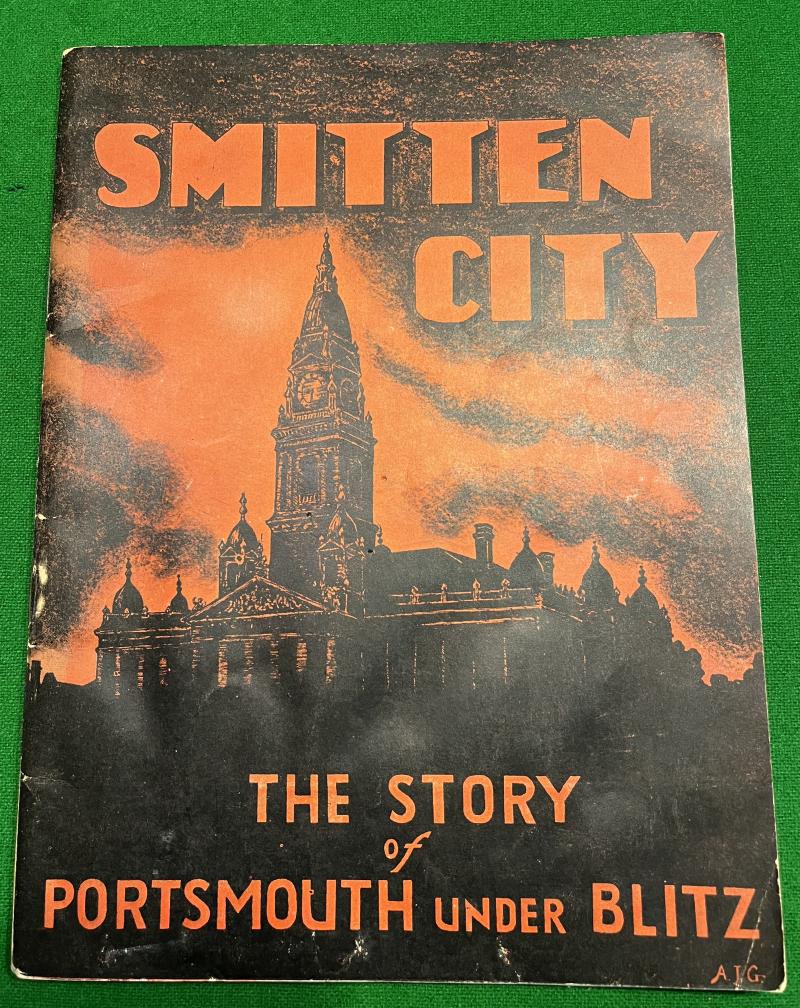 SMITTEN
CITY
THE STORY
of
PORTSMOUTH UNDER BLITZ
A.J.G.